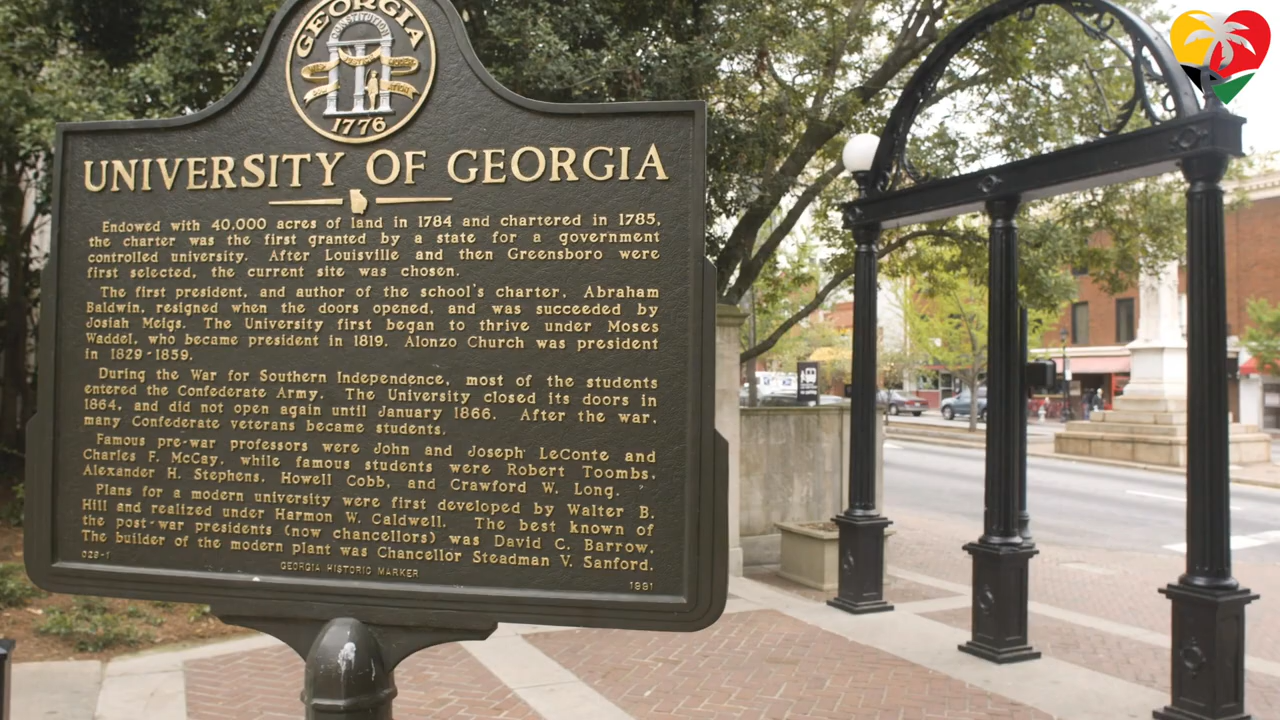 GEORGIA
CONSTITUTION
1776
UNIVERSITY OF GEORGIA
Endowed with 40,000 acres of land in 1784 and chartered in 1785,
the charter was the first granted by a state for a government
controlled university. After Louisville and then Greensboro were
first selected, the current site was chosen.
The first president, and author of the school's charter, Abraham
Baldwin, resigned when the doors opened, and was succeeded by
Josiah Meigs. The University first began to thrive under Moses
Waddel, who became president in 1819. Alonzo Church was president
in 1829-1859.
During the War for Southern Independence, most of the students
entered the Confederate Army. The University closed its doors in
1864, and did not open again until January 1866. After the war,
many Confederate veterans became students.
Famous pre-war professors were John and Joseph LeConte and
Charles F. McCay, while famous students were Robert Toombs,
Alexander H. Stephens, Howell Cobb, and Crawford W. Long.
Plans for a modern university were first developed by Walter B.
Hill and realized under Harmon W. Caldwell. The best known of
the post-war presidents (now chancellors) was David C. Barrow.
The builder of the modern plant was Chancellor Steadman V. Sanford.
029-1
GEORGIA HISTORIC MARKER
1991